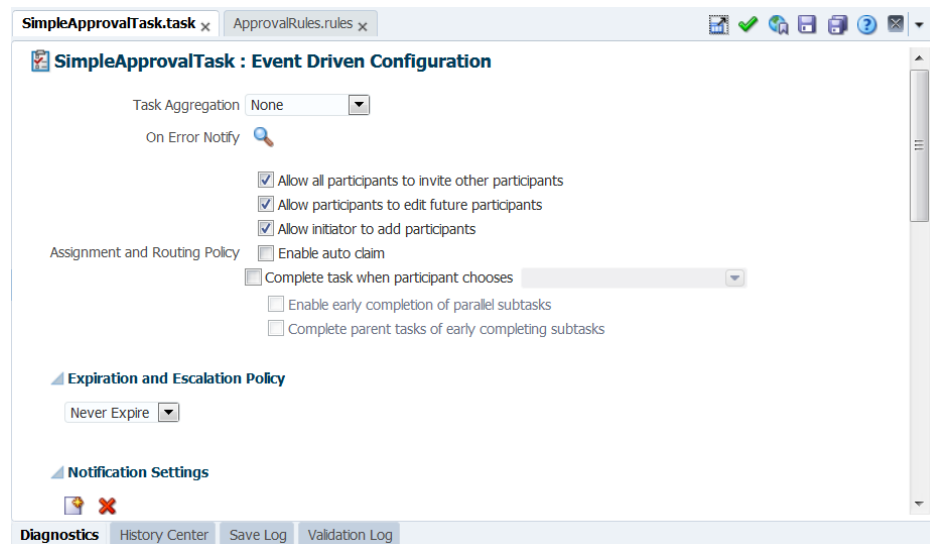 SimpleApprovalTask.task x ApprovalRules.rules x
SimpleApprovalTask : Event Driven Configuration
Task Aggregation None
On Error Notify
Allow all participants to invite other participants
Allow participants to edit future participants
Allow initiator to add participants
Assignment and Routing Policy Enable auto claim
Complete task when participant chooses
Enable early completion of parallel subtasks
Complete parent tasks of early completing subtasks
Expiration and Escalation Policy
Never Expire
Notification Settings
Diagnostics History Center Save Log Validation Log